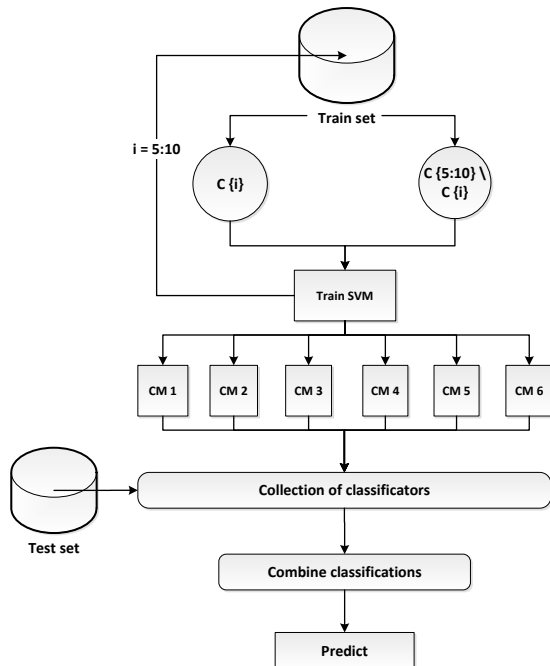 Train set
i = 5:10
C {i}
C {5:10} \
C {i}
Train SVM
CM 1
CM 2
CM 3
CM 4
CM 5
CM 6
Collection of classificators
Test set
Combine classifications
Predict